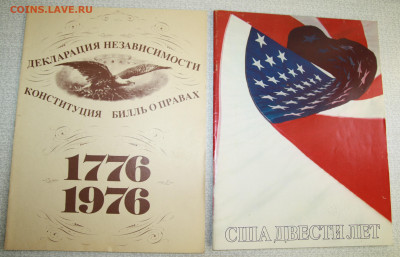 COINS.LAVE.RU
ДЕКЛАРАЦИЯ НЕЗАВИСИМОСТИ
КОНСТИТУЦИЯ БИЛЛЬ О ПРАВАХ
1776
1976
США ДВЕСТИ ЛЕТ